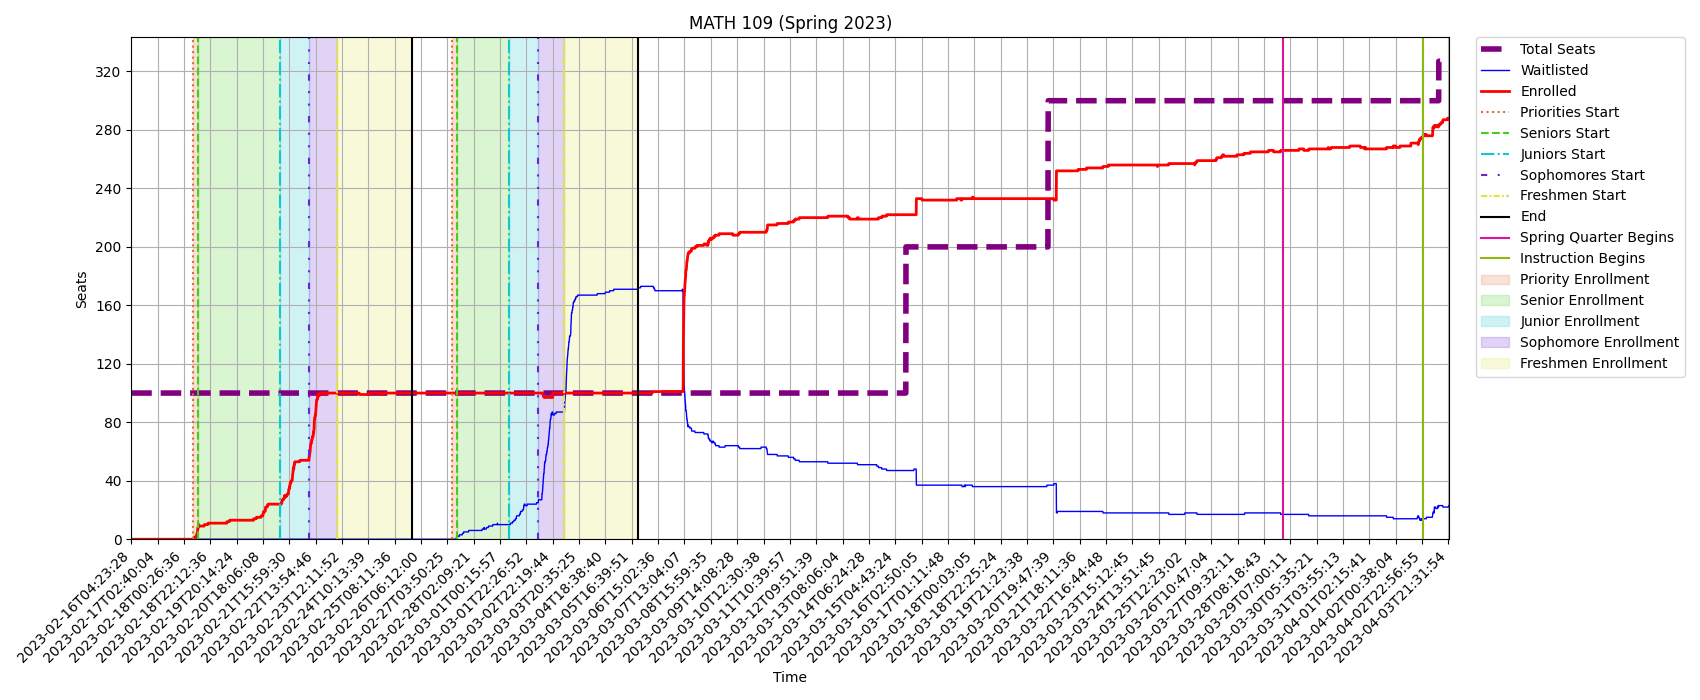 MATH 109 (Spring 2023)
Seats
320
280
240
200
160
120
80
40
0
2023-02-16T04:23:28
2023-02-17T02:40:04
2023-02-18T00:26:36
2023-02-18T22:12:36
2023-02-19T20:14:24
2023-02-20T18:06:08
2023-02-21T15:59:30
2023-02-22T13:54:46
2023-02-23T12:11:52
2023-02-24T10:13:39
2023-02-25T08:11:36
2023-02-26T06:12:00
2023-02-27T03:50:25
2023-02-28T02:09:21
2023-03-01T00:15:57
2023-03-01T22:26:52
2023-03-02T22:19:44
2023-03-03T20:35:25
2023-03-04T18:38:40
2023-03-05T16:39:51
2023-03-06T15:02:36
2023-03-07T13:04:07
2023-03-08T15:59:35
2023-03-09T14:08:28
2023-03-10T12:30:38
2023-03-11T10:39:57
2023-03-12T09:51:39
2023-03-13T08:06:04
2023-03-14T06:24:28
2023-03-15T04:43:24
2023-03-16T02:50:05
2023-03-17T01:11:48
2023-03-18T00:03:05
2023-03-18T22:25:24
2023-03-19T21:23:38
2023-03-20T19:47:39
2023-03-21T18:11:36
2023-03-22T16:44:48
2023-03-23T15:12:45
2023-03-24T13:51:45
2023-03-25T12:23:02
2023-03-26T10:47:04
2023-03-27T09:32:11
2023-03-28T08:18:43
2023-03-29T07:00:11
2023-03-30T05:35:21
2023-03-31T03:55:13
2023-04-01T02:15:41
2023-04-02T00:38:04
2023-04-02T22:56:55
2023-04-03T21:31:54
Time
Total Seats
Waitlisted
Enrolled
Priorities Start
Seniors Start
Juniors Start
Sophomores Start
Freshmen Start
End
Spring Quarter Begins
Instruction Begins
Priority Enrollment
Senior Enrollment
Junior Enrollment
Sophomore Enrollment
Freshmen Enrollment